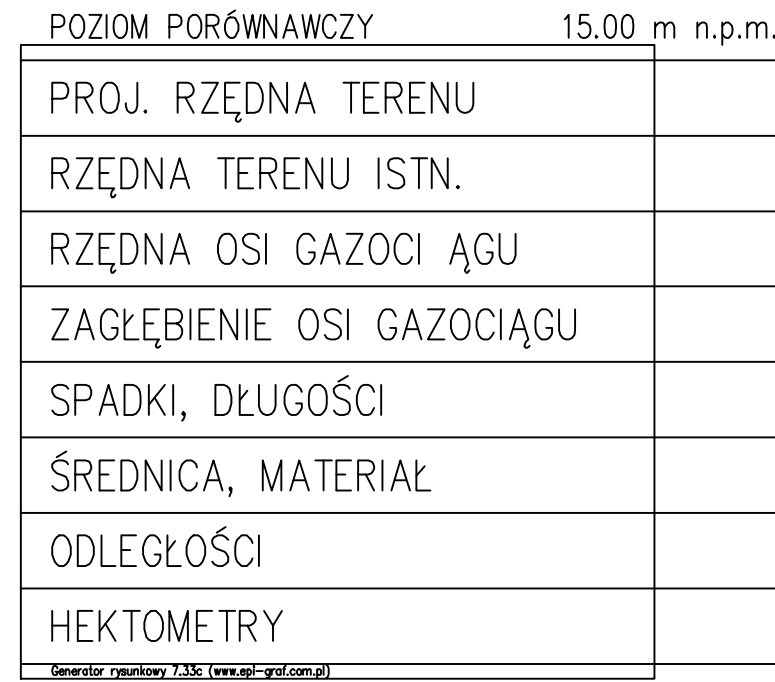 POZIOM PORÓWNAWCZY 15.00 m n.p.m.
PROJ. RZĘDNA TERENU
RZĘDNA TERENU ISTN.
RZĘDNA OSI GAZOCI ĄGU
ZAGŁĘBIENIE OSI GAZOCIĄGU
SPADKI, DŁUGOŚCI
ŚREDNICA, MATERIAŁ
ODLEGŁOŚCI
HEKTOMETRY
Generator rysunkowy 7.33c (www.epi-graf.com.pl)